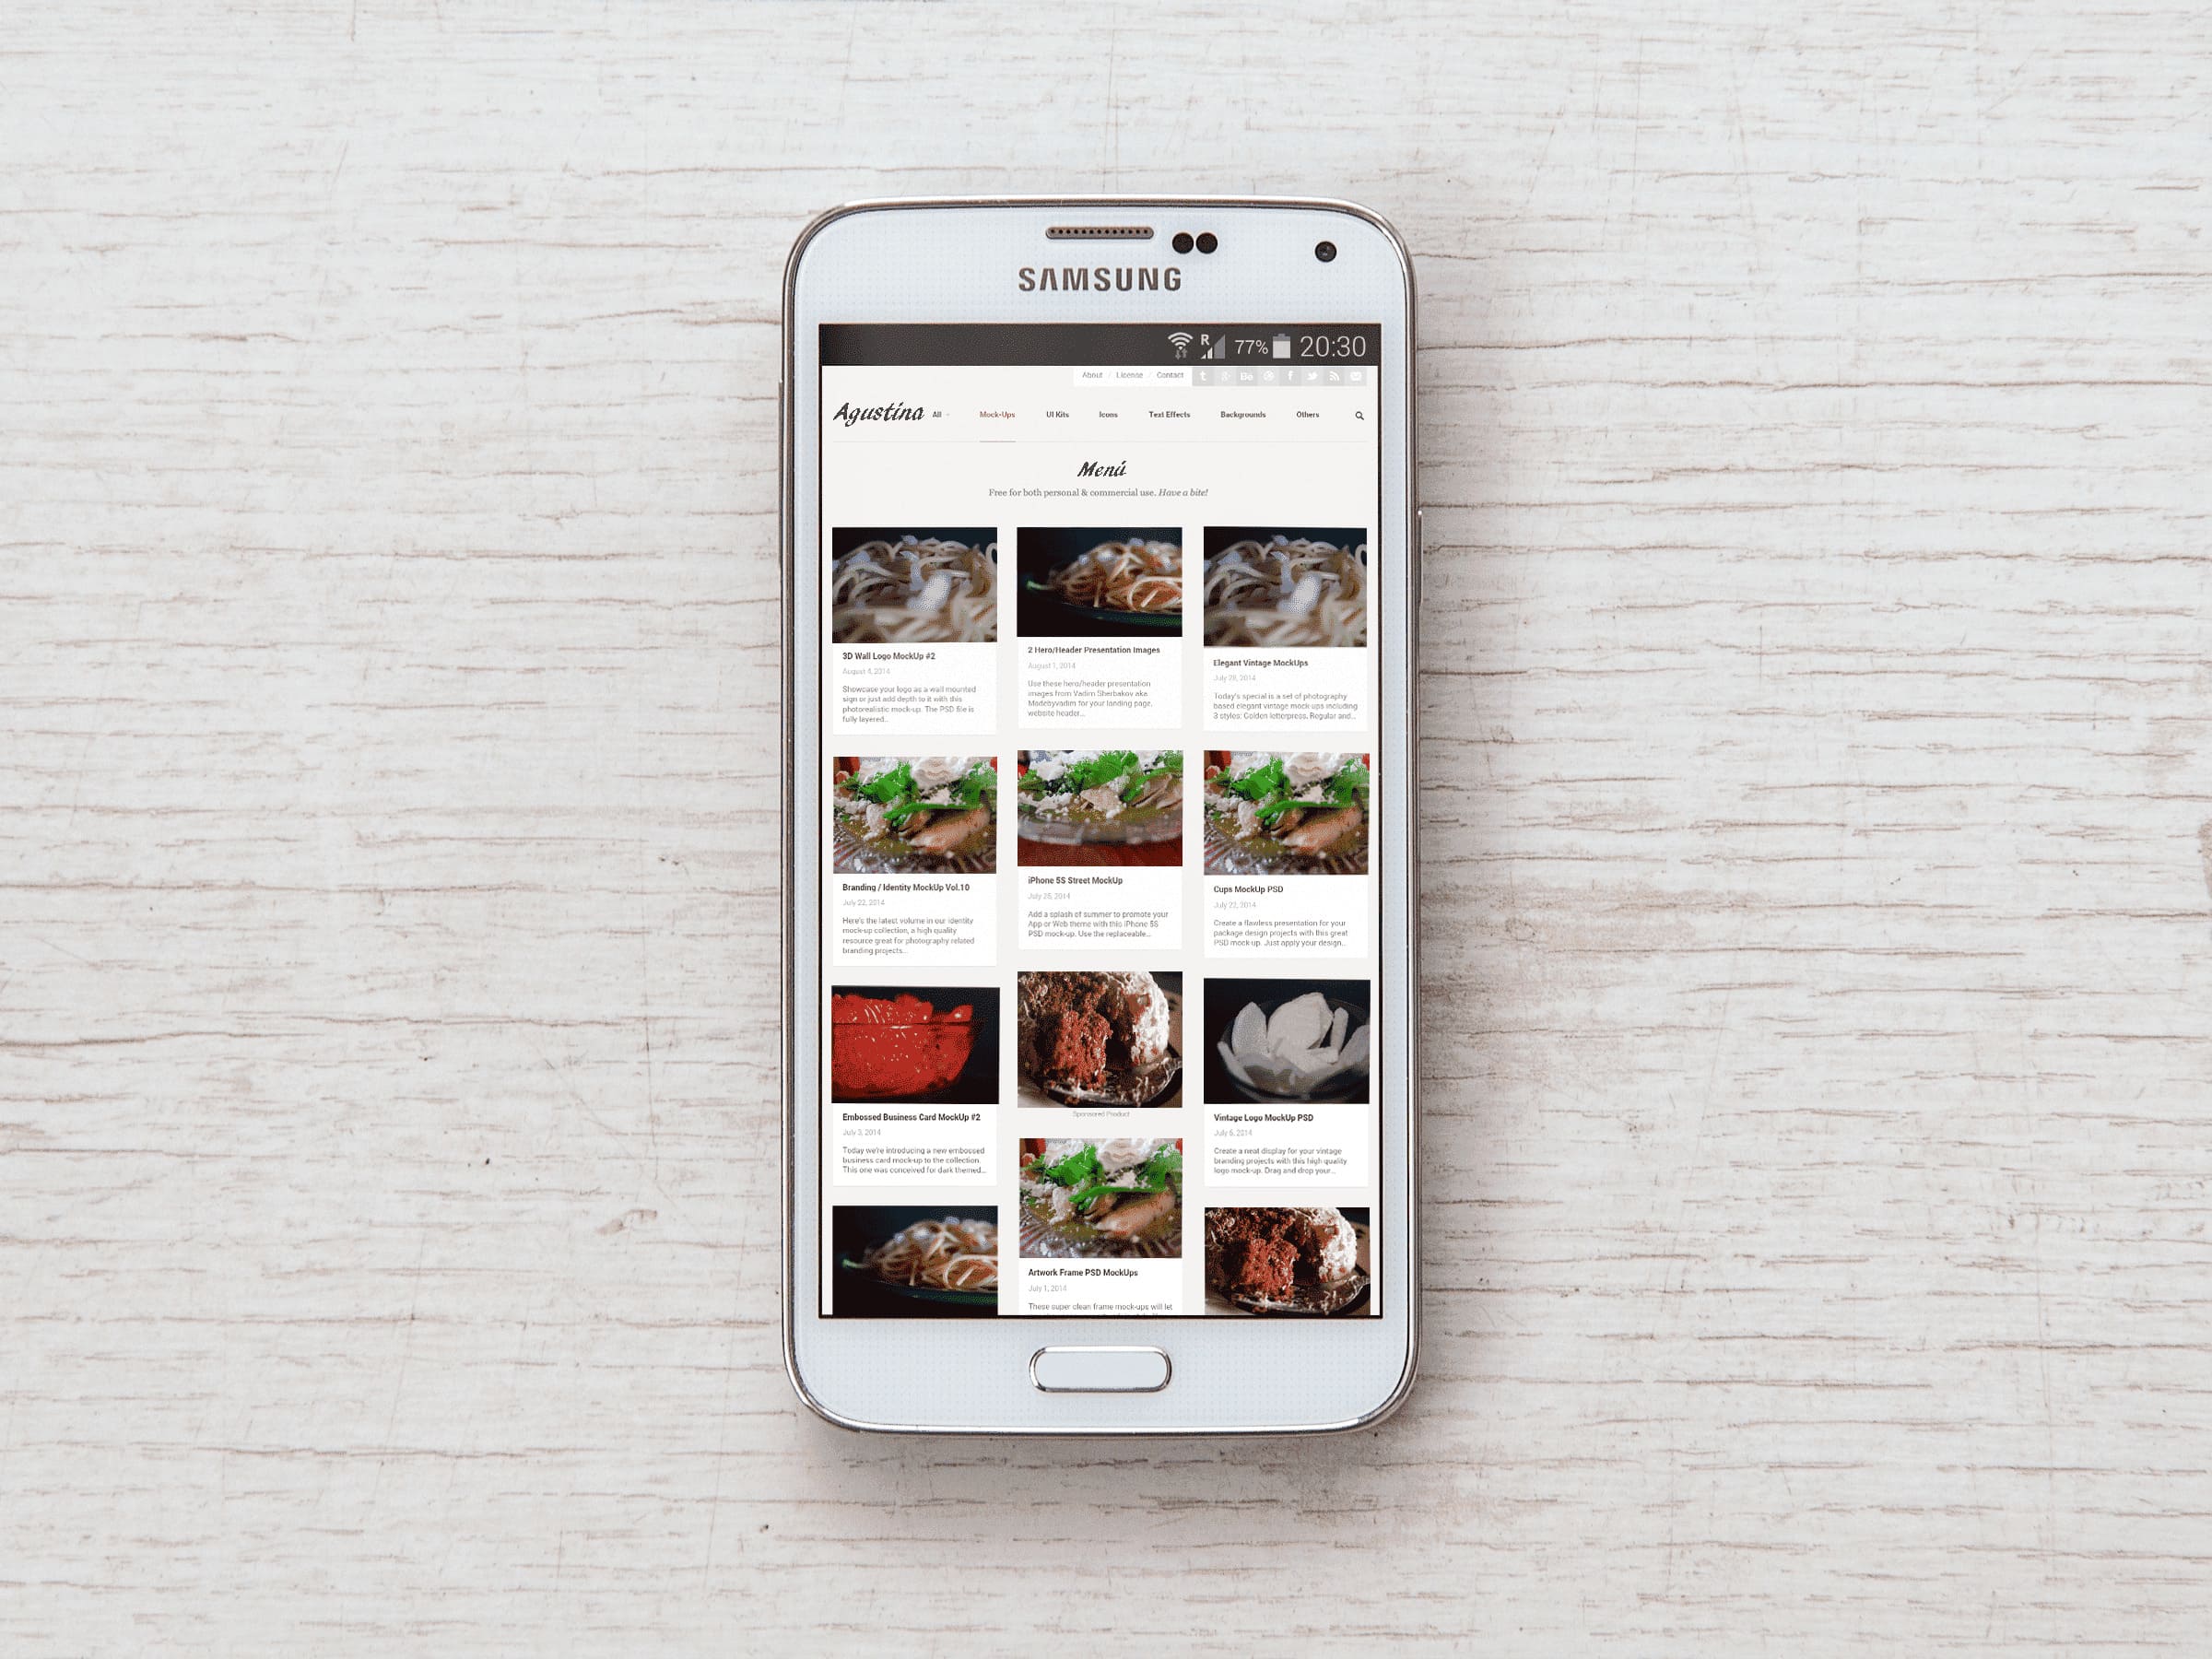 SAMSUNG
R 77% 20:30
About / License / Contact
Agustina All Mock-Ups UI Kits Icons Text Effects Backgrounds Others
Menú
Free for both personal & commercial use. Have a bite!
3D Wall Logo MockUp #2
August 4, 2014
Showcase your logo as a wall mounted
sign or just add depth to it with this
photorealistic mock-up. The PSD file is
fully layered...
2 Hero/Header Presentation Images
August 1, 2014
Use these hero/header presentation
images from Vadim Sherbakov aka
Madebyvadim for your landing page,
website header...
Elegant Vintage MockUps
July 28, 2014
Today's special is a set of photography
based elegant vintage mock ups including
3 styles: Golden letterpress, Regular and...
Branding / Identity MockUp Vol.10
July 22, 2014
Here's the latest volume in our identity
mock-up collection, a high quality
resource great for photography related
branding projects...
iPhone 5S Street MockUp
July 25, 2014
Add a splash of summer to promote your
App or Web theme with this iPhone 5S
PSD mock-up. Use the replaceable...
Cups MockUp PSD
July 22, 2014
Create a flawless presentation for your
package design projects with this great
PSD mock-up. Just apply your design...
Embossed Business Card MockUp #2
July 3, 2014
Today we're introducing a new embossed
business card mock-up to the collection.
This one was conceived for dark themed...
Sponsored Product
Vintage Logo MockUp PSD
July 5, 2014
Create a neat display for your vintage
branding projects with this high quality
logo mock-up. Drag and drop your...
Artwork Frame PSD MockUps
July 1, 2014
These super clean frame mock-ups will let